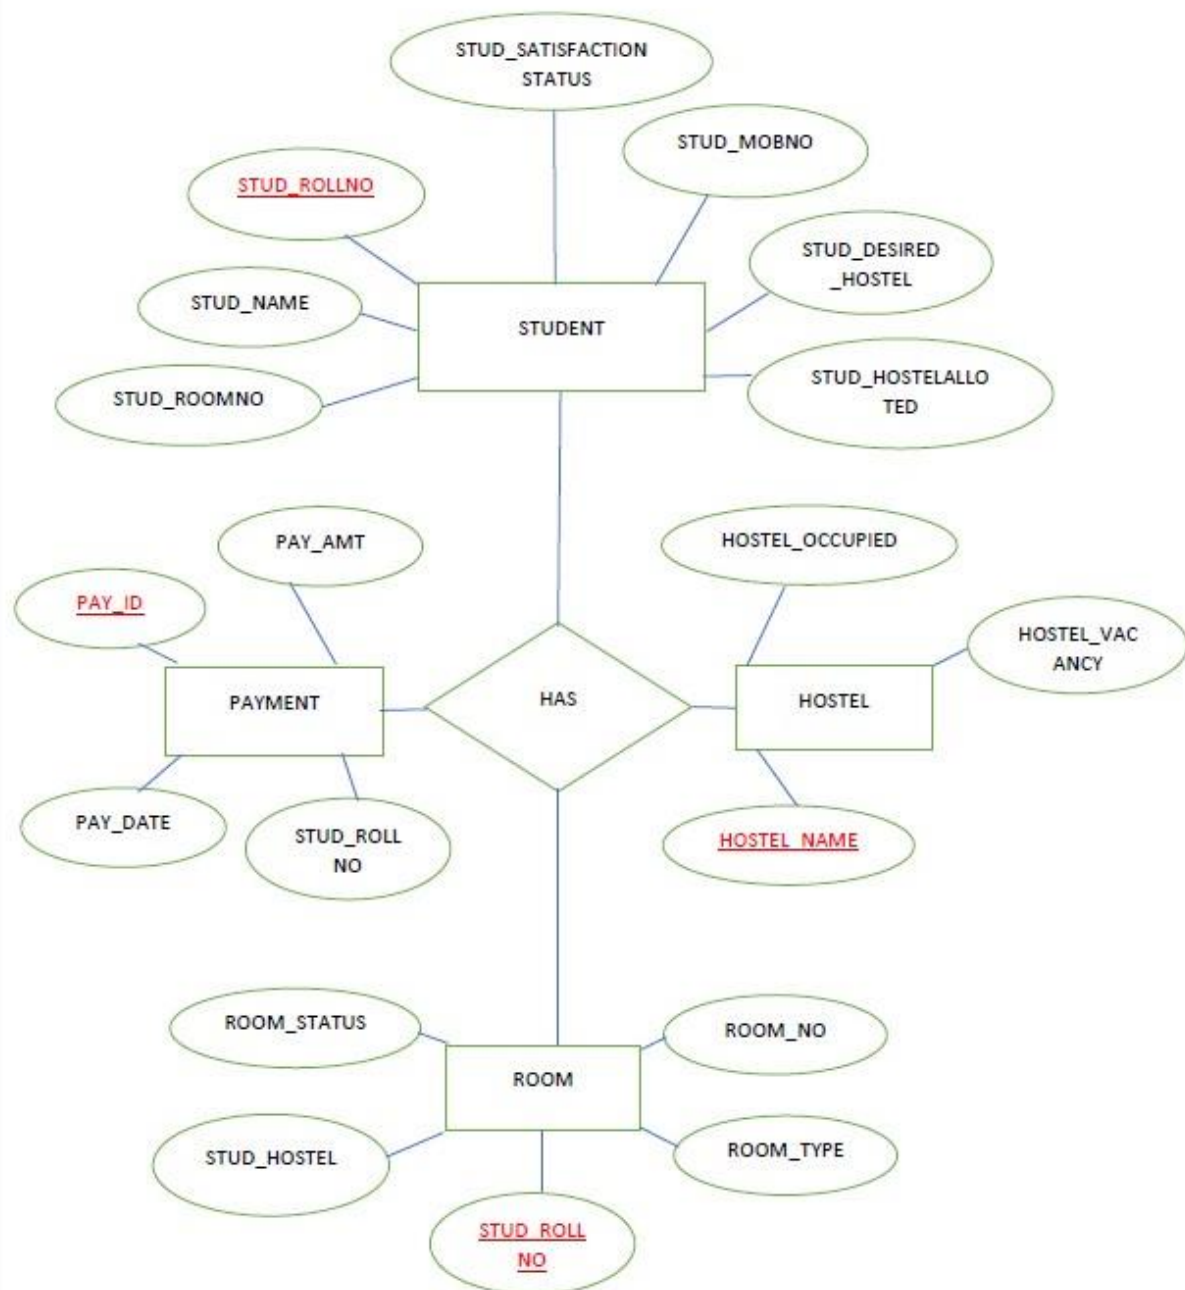 STUD_SATISFACTION
STATUS
STUD_MOBNO
STUD_ROLLNO
STUD_DESIRED
_HOSTEL
STUD_NAME
STUDENT
STUD_HOSTELALLO
TED
STUD_ROOMNO
PAY_AMT
HOSTEL_OCCUPIED
PAY_ID
HOSTEL_VAC
ANCY
PAYMENT
HAS
HOSTEL
PAY_DATE
STUD_ROLL
NO
HOSTEL_NAME
ROOM_STATUS
ROOM_NO
ROOM
STUD_HOSTEL
ROOM_TYPE
STUD_ROLL
NO